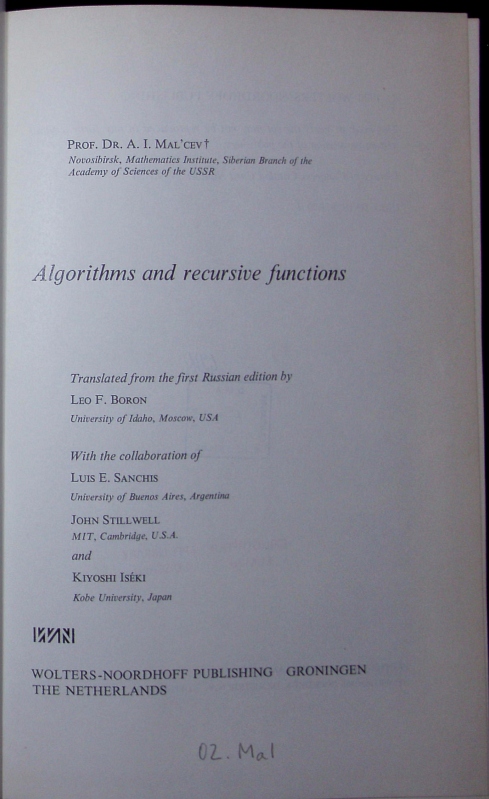 PROF. DR. A. I. MAL'CEV†
Novosibirsk, Mathematics Institute, Siberian Branch of the
Academy of Sciences of the USSR
Algorithms and recursive functions
Translated from the first Russian edition by
LEO F. BORON
University of Idaho, Moscow, USA
With the collaboration of
LUIS E. SANCHIS
University of Buenos Aires, Argentina
JOHN STILLWELL
MIT, Cambridge, U.S.A.
and
KIYOSHI ISÉKI
Kobe University, Japan
WOLTERS-NOORDHOFF PUBLISHING GRONINGEN
THE NETHERLANDS
02. Mal